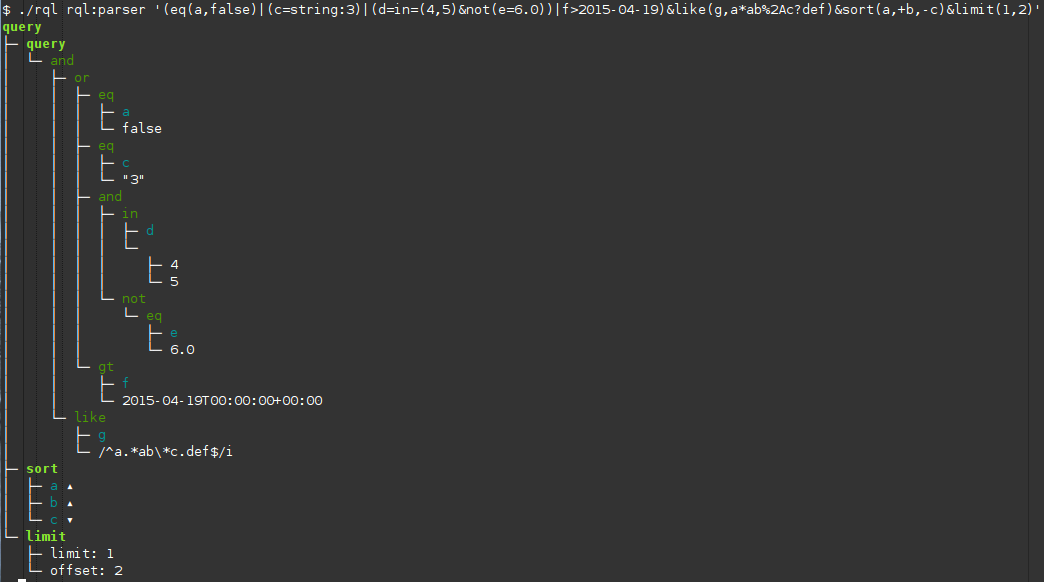 $ ./rql rql:parser '(eq(a,false)|(c=string:3)|(d=in=(4,5)&not(e=6.0))|f>2015-04-19)&like(g,a*ab%2Ac?def)&sort(a,+b,-c)&limit(1,2)'
query
├─ query
│  └─ and
│     ├─ or
│     │  ├─ eq
│     │  │  ├─ a
│     │  │  └─ false
│     │  ├─ eq
│     │  │  ├─ c
│     │  │  └─ "3"
│     │  ├─ and
│     │  │  ├─ in
│     │  │  │  ├─ d
│     │  │  │  └─
│     │  │  │     ├─ 4
│     │  │  │     └─ 5
│     │  │  └─ not
│     │  │     └─ eq
│     │  │        ├─ e
│     │  │        └─ 6.0
│     │  └─ gt
│     │     ├─ f
│     │     └─ 2015-04-19T00:00:00+00:00
│     └─ like
│        ├─ g
│        └─ /^a.*ab\*c.def$/i
├─ sort
│  ├─ a ▲
│  ├─ b ▲
│  └─ c ▼
└─ limit
   ├─ limit: 1
   └─ offset: 2